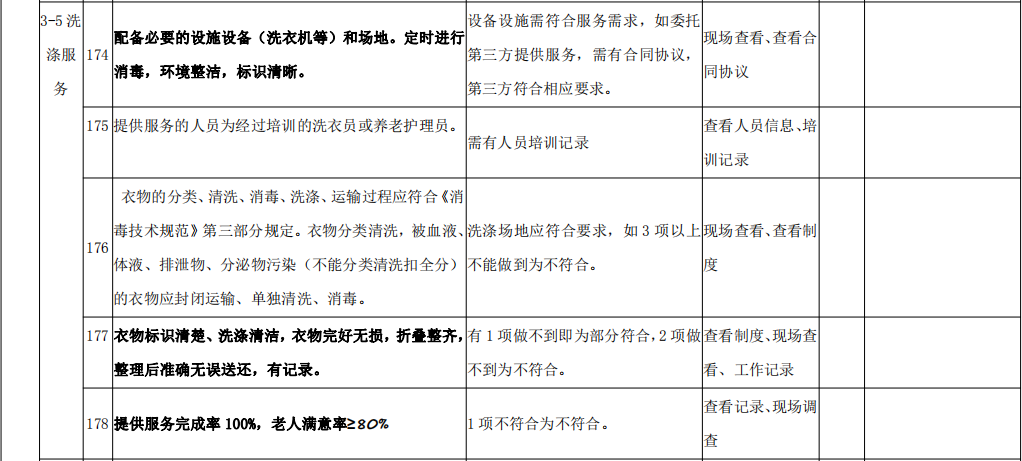 3-5 洗
涤服
务
174
配备必要的设施设备（洗衣机等）和场地。定时进行
消毒，环境整洁，标识清晰。
设备设施需符合服务需求，如委托
第三方提供服务，需有合同协议，
第三方符合相应要求。
现场查看、查看合
同协议
175
提供服务的人员为经过培训的洗衣员或养老护理员。
需有人员培训记录
查看人员信息、培
训记录
176
衣物的分类、清洗、消毒、洗涤、运输过程应符合《消
毒技术规范》第三部分规定。衣物分类清洗，被血液、
体液、排泄物、分泌物污染（不能分类清洗扣全分）
的衣物应封闭运输、单独清洗、消毒。
洗涤场地应符合要求，如 3 项以上
不能做到为不符合。
现场查看、查看制
度
177
衣物标识清楚、洗涤清洁，衣物完好无损，折叠整齐，
整理后准确无误送还，有记录。
有 1 项做不到即为部分符合，2 项做
不到为不符合。
查看制度、现场查
看、工作记录
178
提供服务完成率 100%，老人满意率≥80%
1 项不符合为不符合。
查看记录、现场调
查